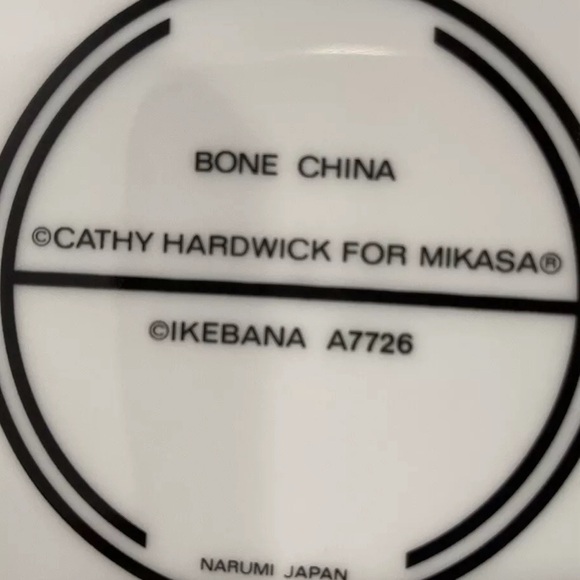 BONE CHINA
©CATHY HARDWICK FOR MIKASA®
©IKEBANA A7726
NARUMI JAPAN